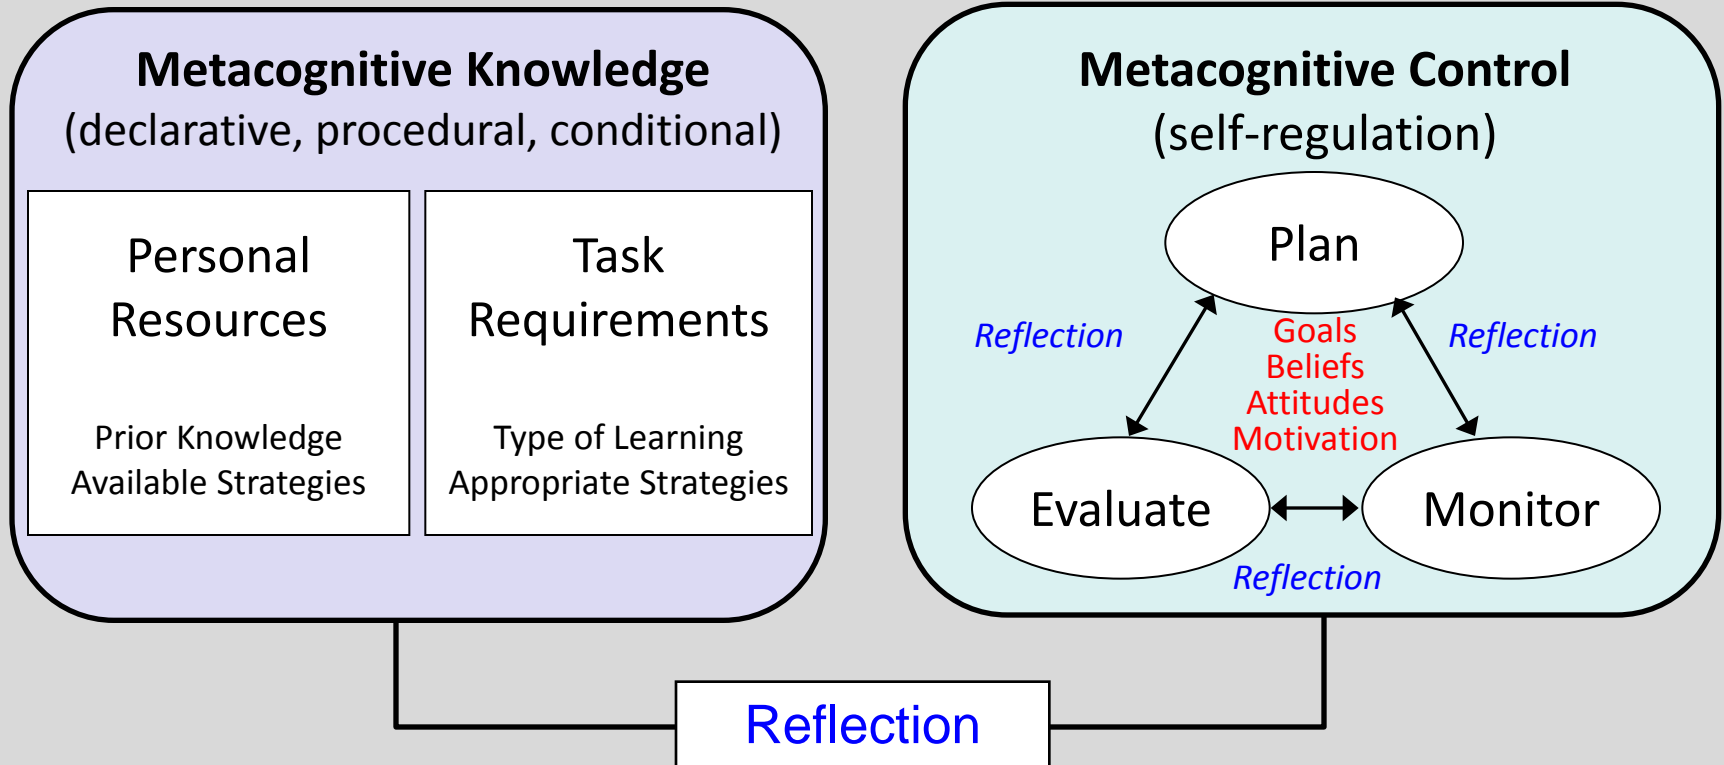 Metacognitive Knowledge
(declarative, procedural, conditional)
Personal
Resources
Prior Knowledge
Available Strategies
Task
Requirements
Type of Learning
Appropriate Strategies
Metacognitive Control
(self-regulation)
Plan
Reflection
Goals
Beliefs
Attitudes
Motivation
Reflection
Evaluate
Monitor
Reflection
Reflection